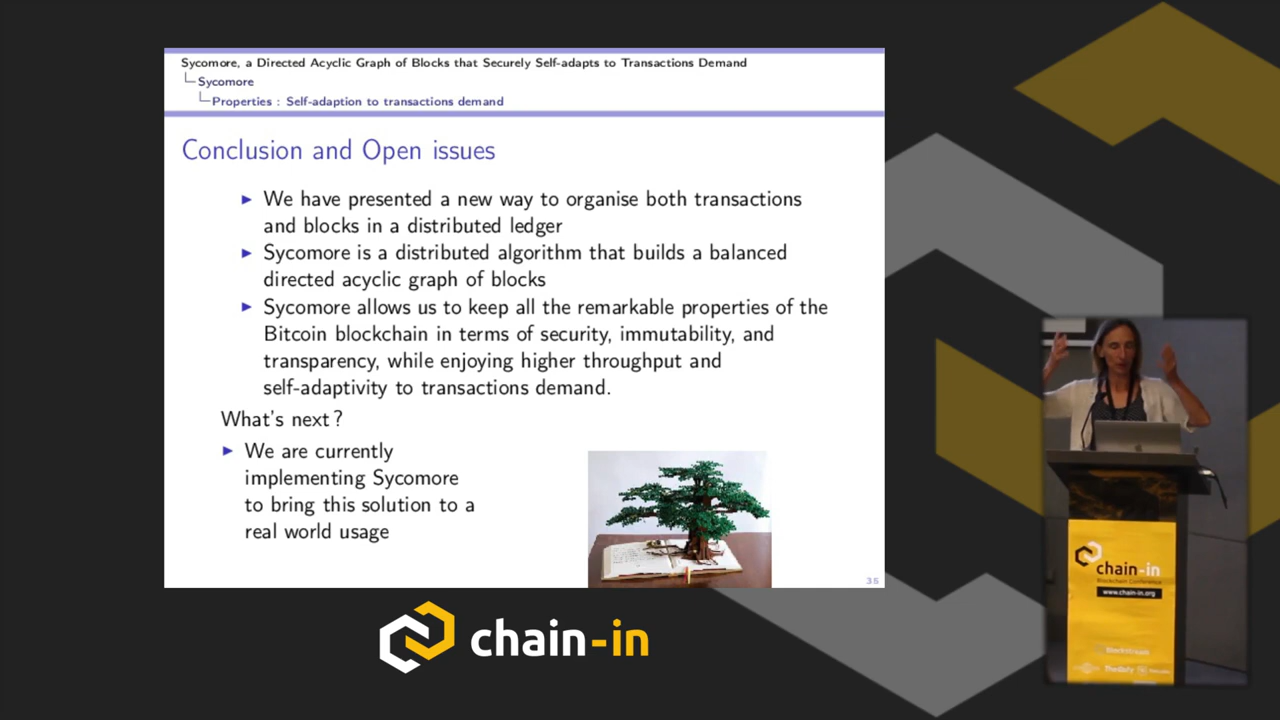 Sycomore, a Directed Acyclic Graph of Blocks that Securely Self-adapts to Transactions Demand
Sycomore
Properties : Self-adaption to transactions demand
Conclusion and Open issues
We have presented a new way to organise both transactions
and blocks in a distributed ledger
Sycomore is a distributed algorithm that builds a balanced
directed acyclic graph of blocks
Sycomore allows us to keep all the remarkable properties of the
Bitcoin blockchain in terms of security, immutability, and
transparency, while enjoying higher throughput and
self-adaptivity to transactions demand.
What's next ?
We are currently
implementing Sycomore
to bring this solution to a
real world usage
35
chain-in
chain-in
Blockchain Conference
www.chain-in.org